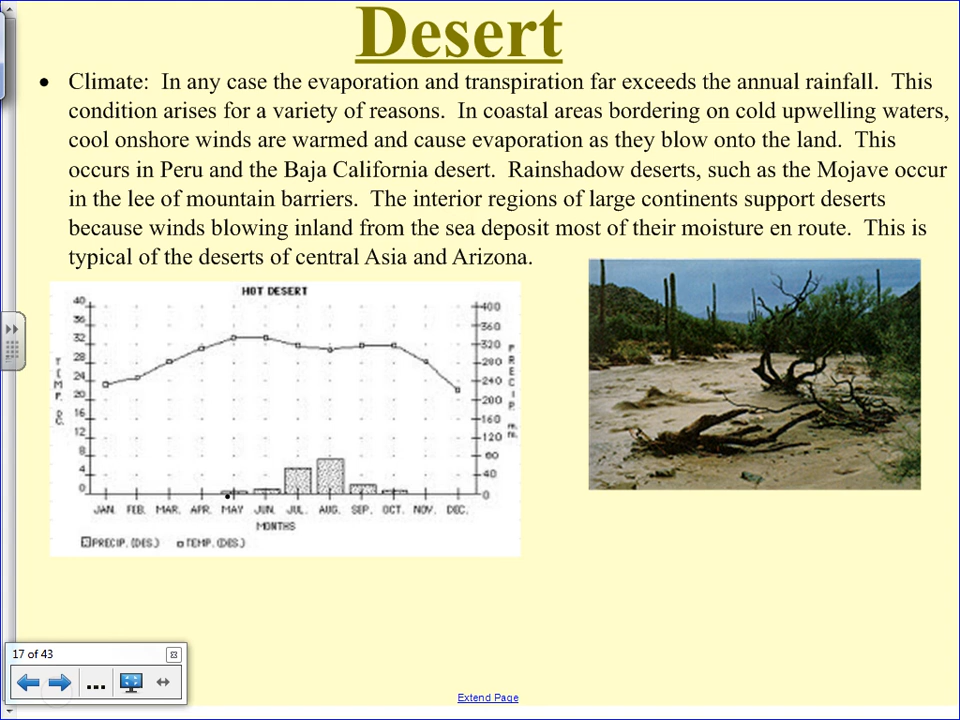 Desert
• Climate:  In any case the evaporation and transpiration far exceeds the annual rainfall.  This
condition arises for a variety of reasons.  In coastal areas bordering on cold upwelling waters,
cool onshore winds are warmed and cause evaporation as they blow onto the land.  This
occurs in Peru and the Baja California desert.  Rainshadow deserts, such as the Mojave occur
in the lee of mountain barriers.  The interior regions of large continents support deserts
because winds blowing inland from the sea deposit most of their moisture en route.  This is
typical of the deserts of central Asia and Arizona.
HOT DESERT
40 400
36 360
32 320
28 280
24 240
20 200
16 160
12 120
8 80
4 40
0 0
TEMP. ºC
PRECIP. mm.
JAN. FEB. MAR. APR. MAY JUN. JUL. AUG. SEP. OCT. NOV. DEC.
MONTHS
PRECIP. (DES.) TEMP. (DES.)
17 of 43
...
Extend Page